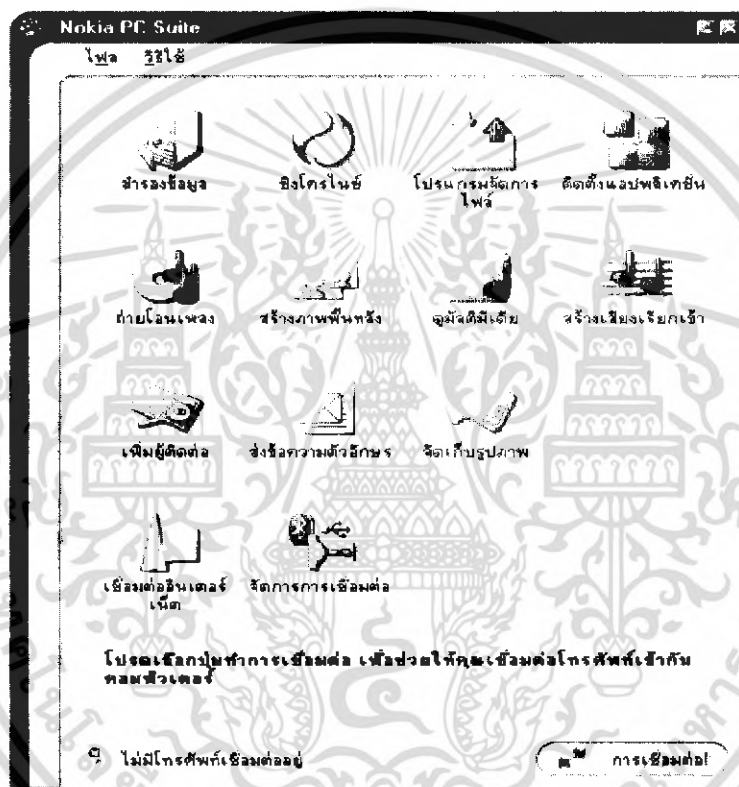 Nokia PC Suite
ไฟล วิธีใช้
สำรองข้อมูล ซิงโครไนซ์ โปรแกรมจัดการ ติดตั้งแอปพลิเคชั่น
ไฟล์
ถ่ายโอนเพลง สร้างภาพพื้นหลัง ดูมัลติมีเดีย สร้างเสียงเรียกเข้า
เพิ่มผู้ติดต่อ ส่งข้อความตัวอักษร จัดเก็บรูปภาพ
เชื่อมต่ออินเตอร์ จัดการการเชื่อมต่อ
เน็ต
โปรดเลือกปุ่มทำการเชื่อมต่อ เพื่อช่วยให้คุณเชื่อมต่อโทรศัพท์เข้ากับ
คอมพิวเตอร์
ไม่มีโทรศัพท์เชื่อมต่ออยู่ การเชื่อมต่อ!